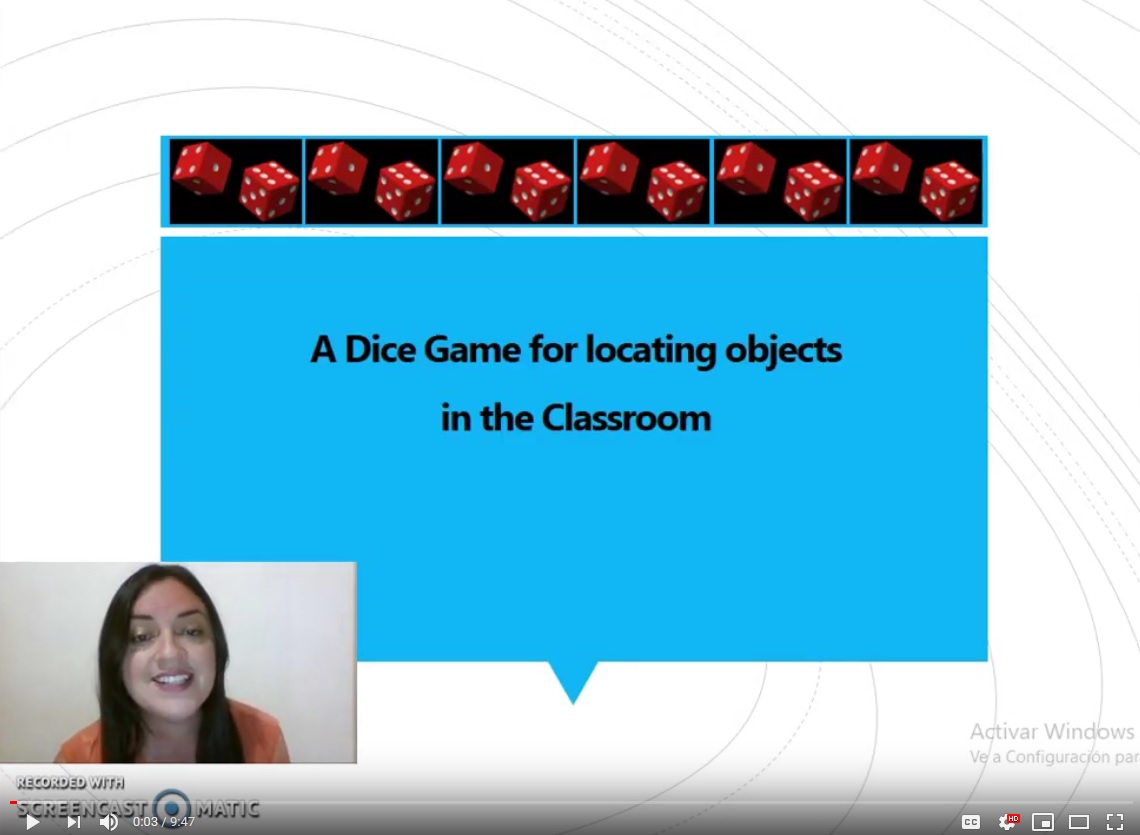 A Dice Game for locating objects
in the Classroom
Activar Windows
Ve a Configuración par
RECORDED WITH
SCREENCAST MATIC
0:03 / 9:47
CC
HD